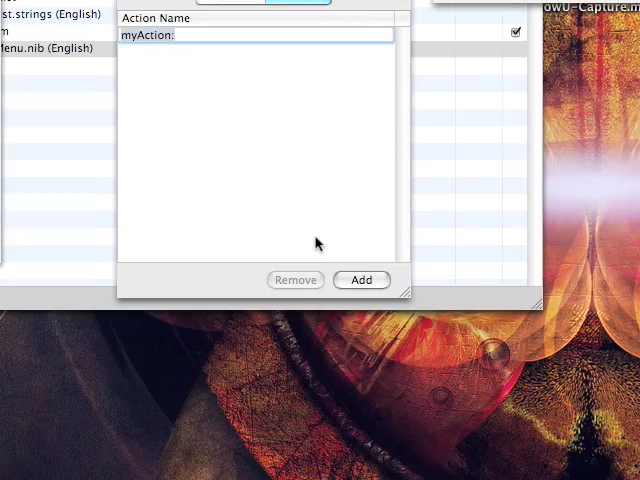 owU-Capture.m
Action Name
st.strings (English)
myAction:
m
Menu.nib (English)
Remove
Add